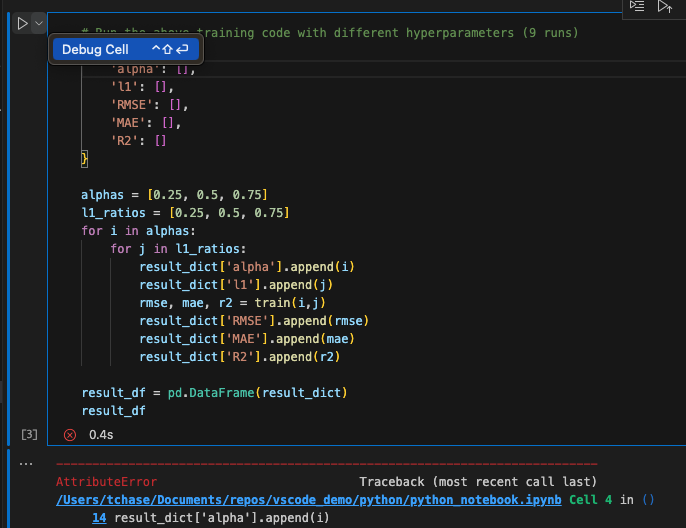 # Run the above training code with different hyperparameters (9 runs)
Debug Cell ^⇧⏎
'alpha': [],
'l1': [],
'RMSE': [],
'MAE': [],
'R2': []
}
alphas = [0.25, 0.5, 0.75]
l1_ratios = [0.25, 0.5, 0.75]
for i in alphas:
for j in l1_ratios:
result_dict['alpha'].append(i)
result_dict['l1'].append(j)
rmse, mae, r2 = train(i,j)
result_dict['RMSE'].append(rmse)
result_dict['MAE'].append(mae)
result_dict['R2'].append(r2)
result_df = pd.DataFrame(result_dict)
result_df
[3] 0.4s
... ---------------------------------------------------------------------------
AttributeError Traceback (most recent call last)
/Users/tchase/Documents/repos/vscode_demo/python/python_notebook.ipynb Cell 4 in ()
14 result_dict['alpha'].append(i)